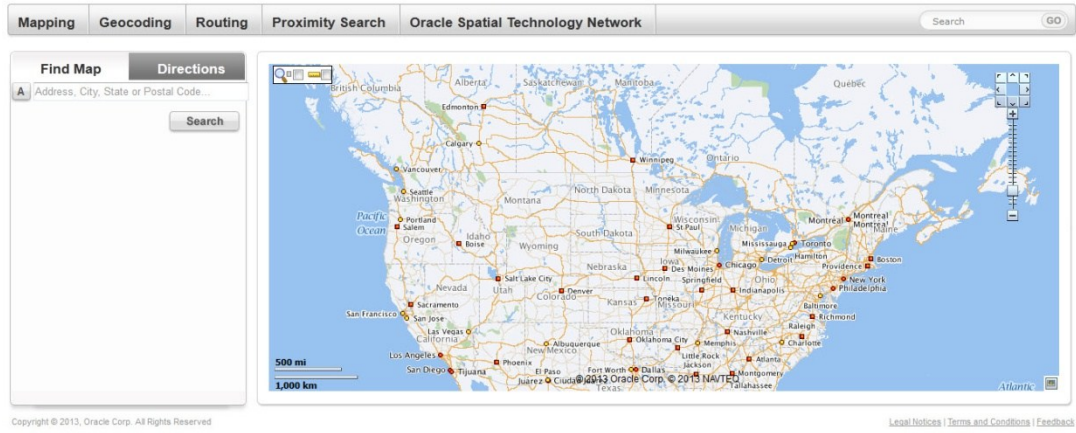 Mapping Geocoding Routing Proximity Search Oracle Spatial Technology Network Search GO
Find Map Directions
A Address, City, State or Postal Code...
Search
British Columbia
Alberta
Saskatchewan
Manitoba
Quebec
Edmonton
Calgary
Winnipeg
Ontario
Vancouver
Seattle
Washington
North Dakota
Minnesota
Montana
Pacific
Ocean
Portland
Salem
Oregon
Idaho
Boise
Wyoming
South Dakota
Wisconsin
St Paul
Michigan
Montreal
Montreal
Montreal
Maine
Milwaukee
Mississauga
Toronto
Hamilton
Nebraska
Iowa
Des Moines
Chicago
Detroit
Providence
Boston
Salt Lake City
Lincoln
Springfield
Ohio
New York
Nevada
Utah
Denver
Colorado
Kansas
Topeka
Missouri
Indianapolis
Philadelphia
Sacramento
Baltimore
San Francisco
San Jose
Kentucky
Richmond
Las Vegas
California
Oklahoma
Oklahoma City
Nashville
Raleigh
Albuquerque
New Mexico
Memphis
Charlotte
Los Angeles
Phoenix
Little Rock
Atlanta
San Diego
Tijuana
El Paso
Fort Worth
Dallas
Jackson
Montgomery
Juárez
Ciudad Juárez
Texas
Tallahassee
©2013 Oracle Corp. © 2013 NAVTEQ
Atlantic
500 mi
1,000 km
Copyright © 2013, Oracle Corp. All Rights Reserved
Legal Notices | Terms and Conditions | Feedback